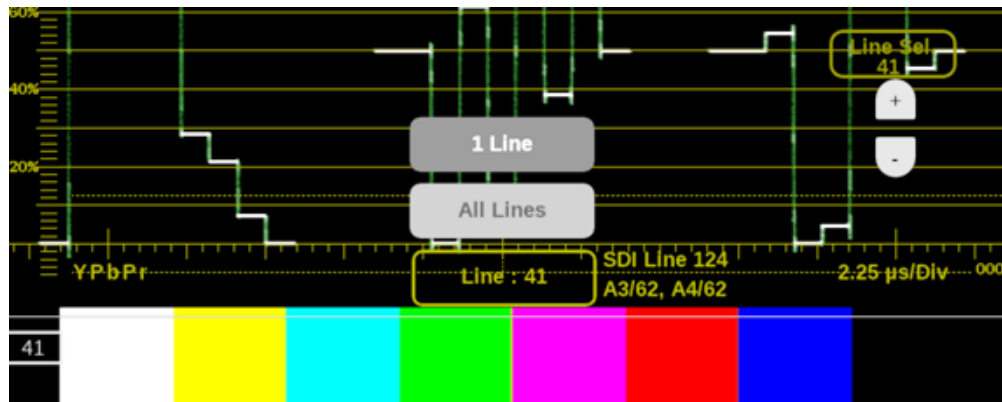 60%
Line Sel
41
40%
+
1 Line
-
20%
All Lines
YPbPr
Line : 41
SDI Line 124
A3/62, A4/62
2.25 µs/Div
000
41